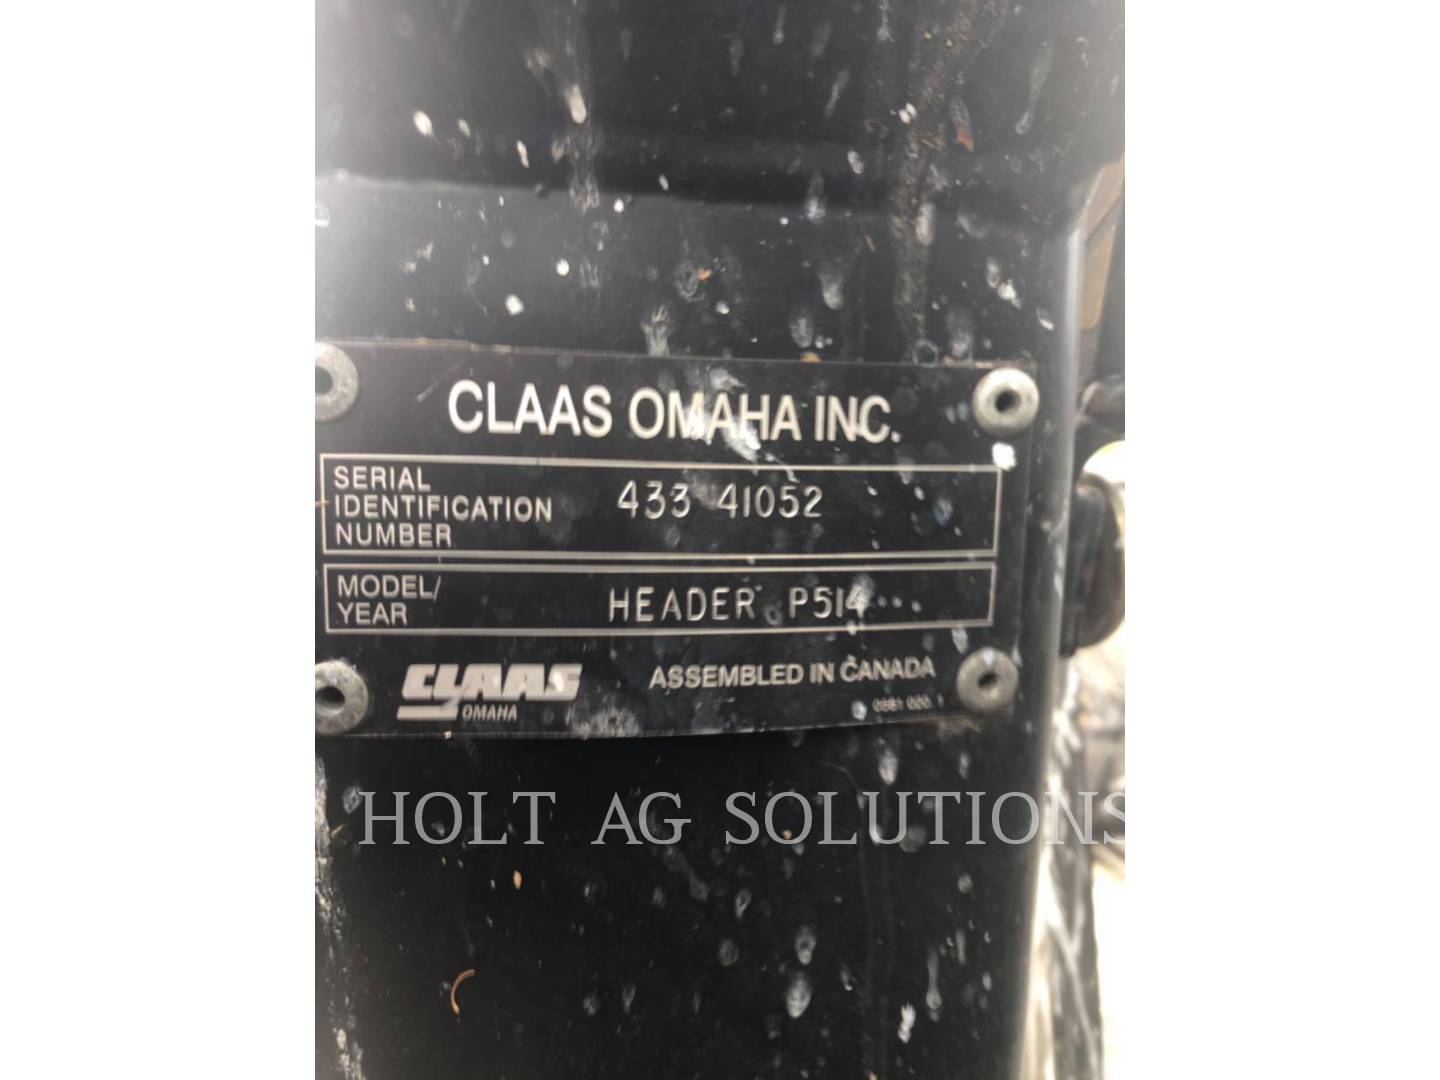 CLAAS OMAHA INC.
SERIAL
IDENTIFICATION
NUMBER
433 41052
MODEL/
YEAR
HEADER P514
CLAAS
OMAHA
ASSEMBLED IN CANADA
HOLT AG SOLUTIONS